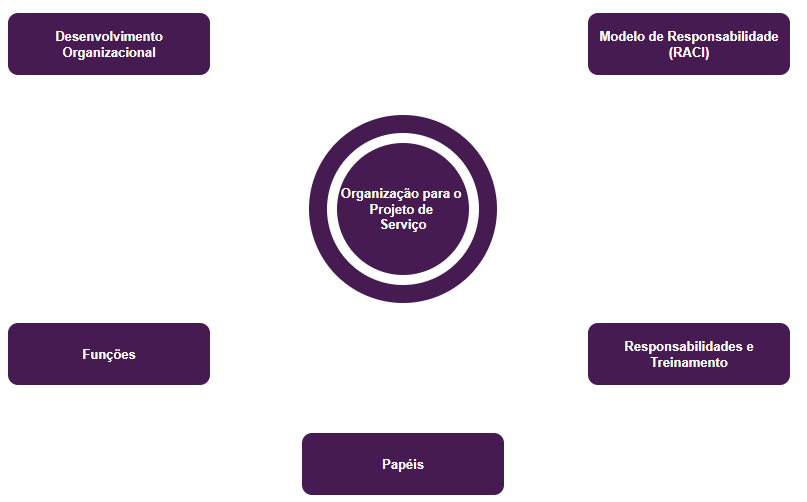 Desenvolvimento
Organizacional
Modelo de Responsabilidade
(RACI)
Organização para o
Projeto de
Serviço
Funções
Responsabilidades e
Treinamento
Papéis